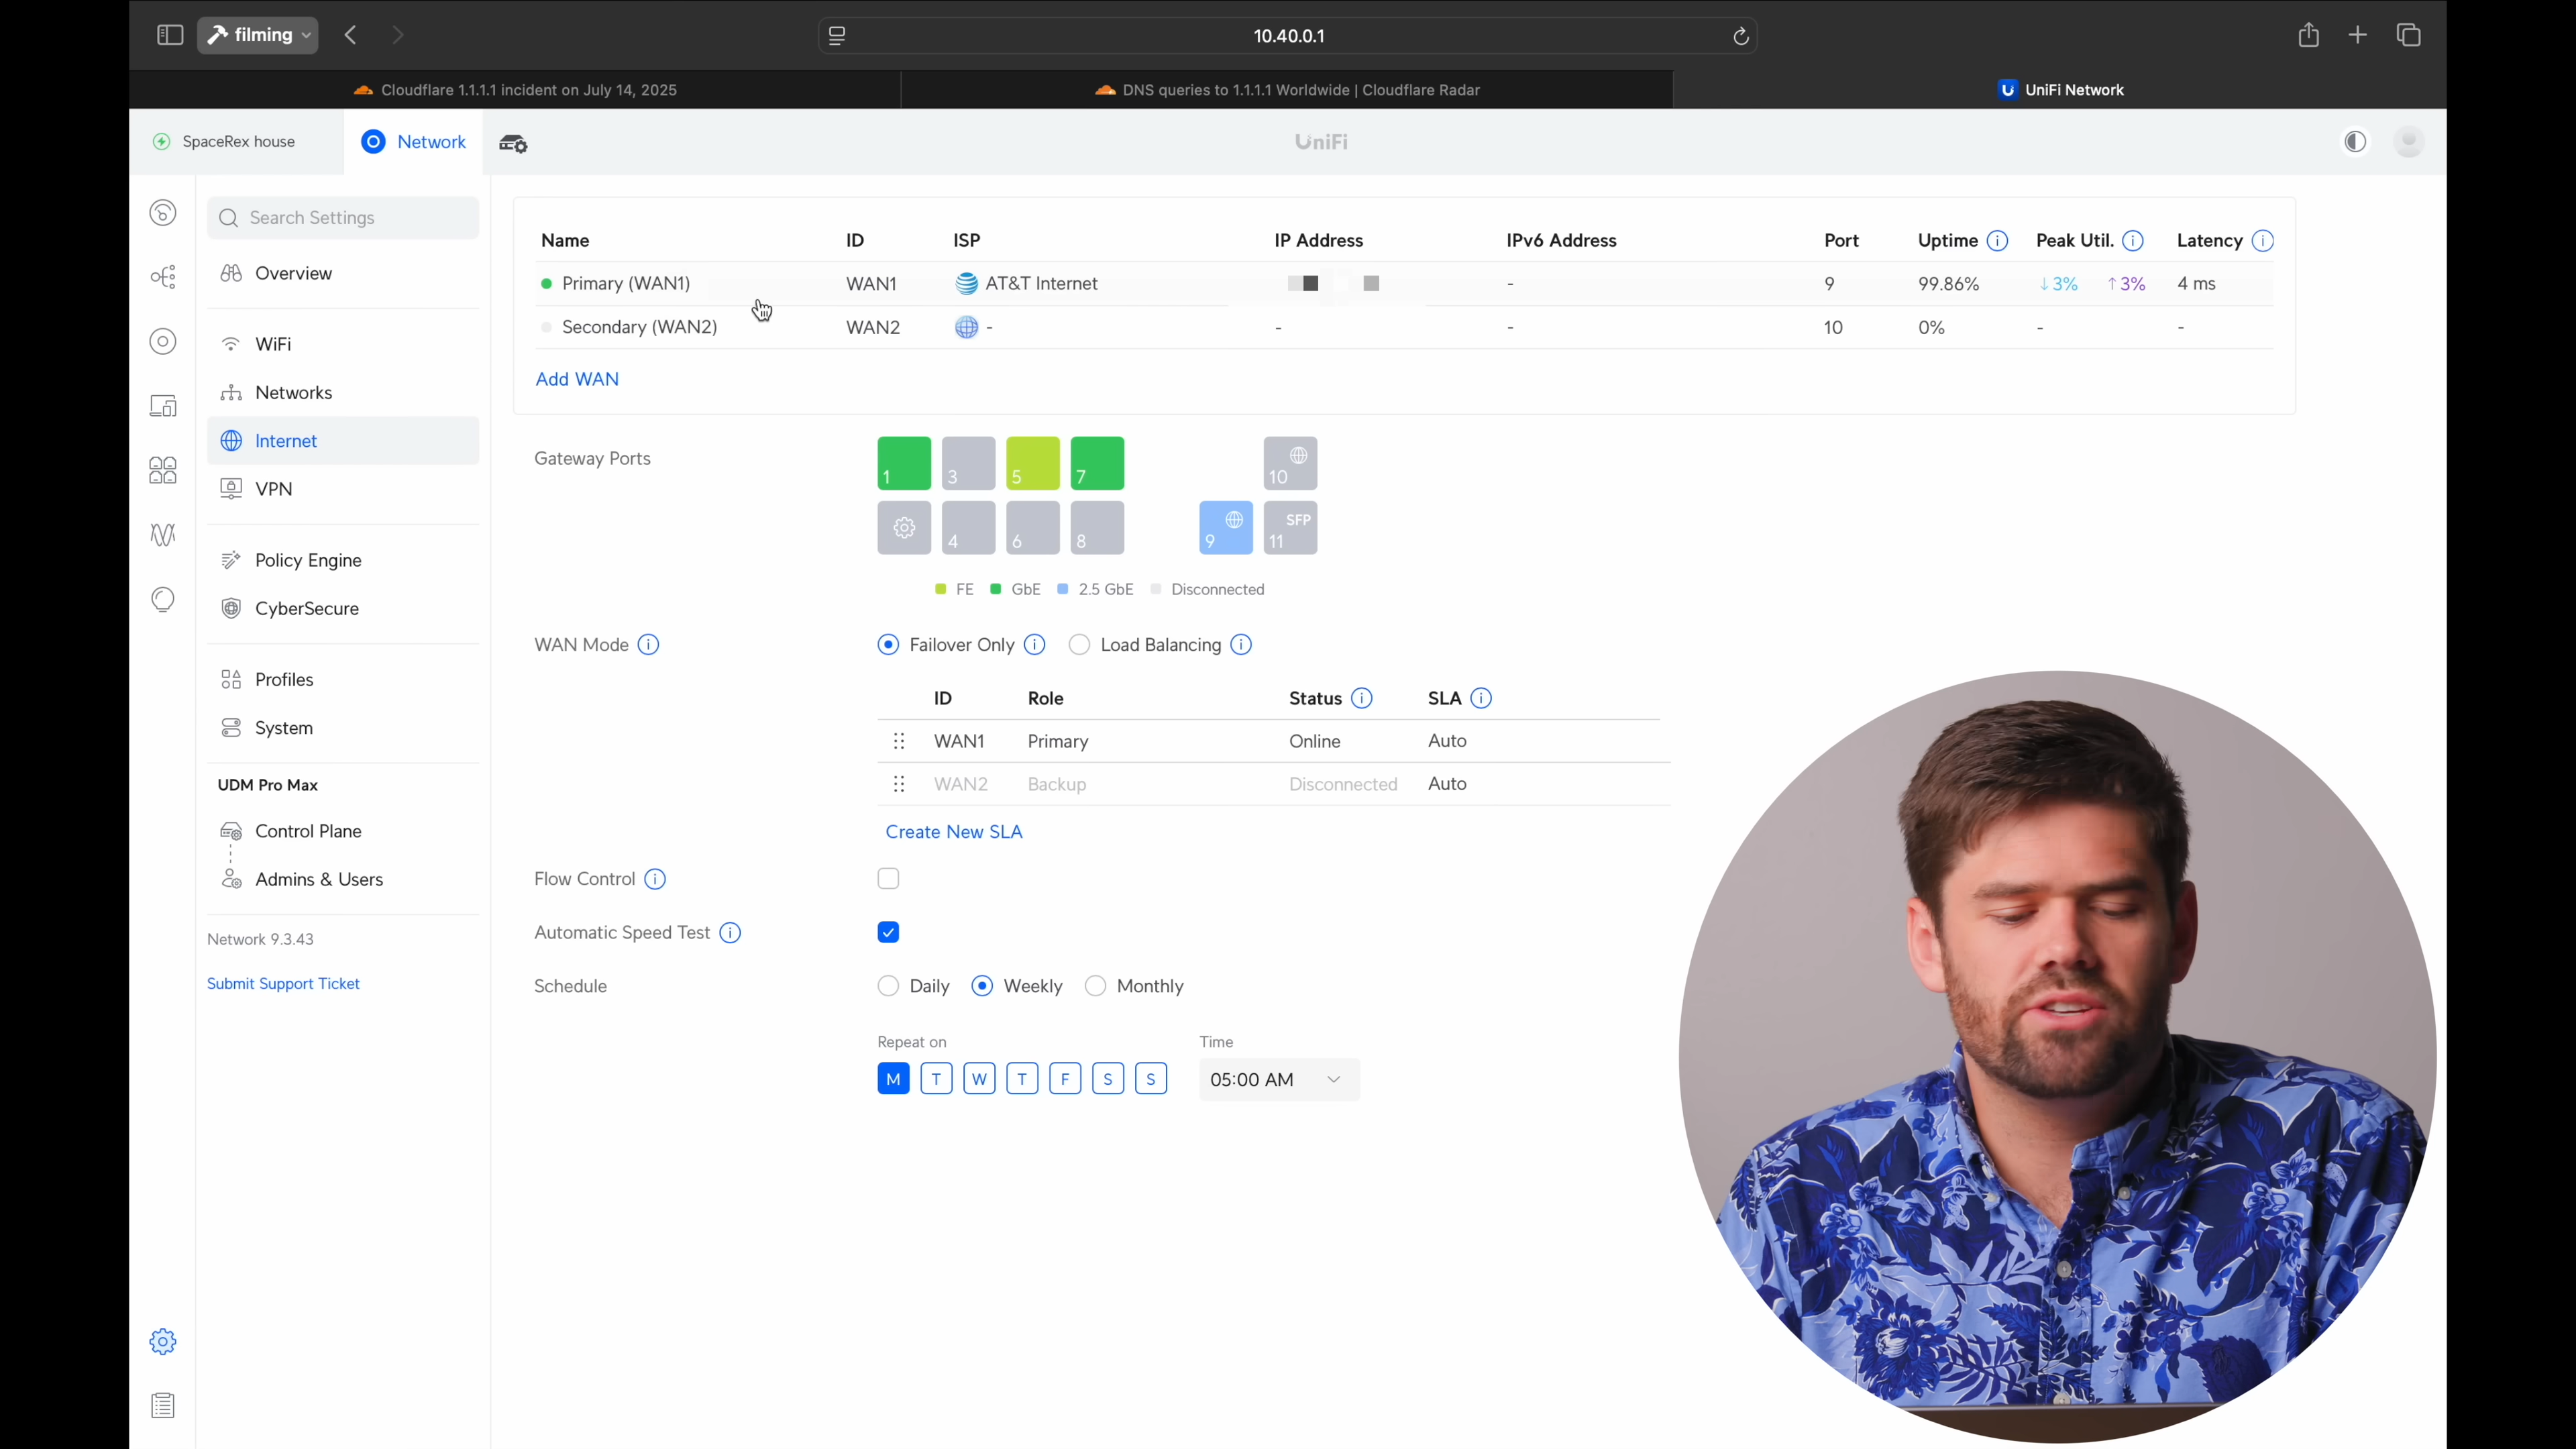 filming
10.40.0.1
Cloudflare 1.1.1.1 incident on July 14, 2025
DNS queries to 1.1.1.1 Worldwide | Cloudflare Radar
UniFi Network
SpaceRex house
Network
UniFi
Search Settings
Overview
WiFi
Networks
Internet
VPN
Policy Engine
CyberSecure
Profiles
System
UDM Pro Max
Control Plane
Admins & Users
Network 9.3.43
Submit Support Ticket
Name ID ISP IP Address IPv6 Address Port Uptime Peak Util. Latency
Primary (WAN1) WAN1 AT&T Internet - 9 99.86% ↓3% ↑3% 4 ms
Secondary (WAN2) WAN2 - - - 10 0% - -
Add WAN
Gateway Ports
1 3 5 7 10
4 6 8 9 SFP 11
FE GbE 2.5 GbE Disconnected
WAN Mode Failover Only Load Balancing
ID Role Status SLA
WAN1 Primary Online Auto
WAN2 Backup Disconnected Auto
Create New SLA
Flow Control
Automatic Speed Test
Schedule Daily Weekly Monthly
Repeat on Time
M T W T F S S 05:00 AM